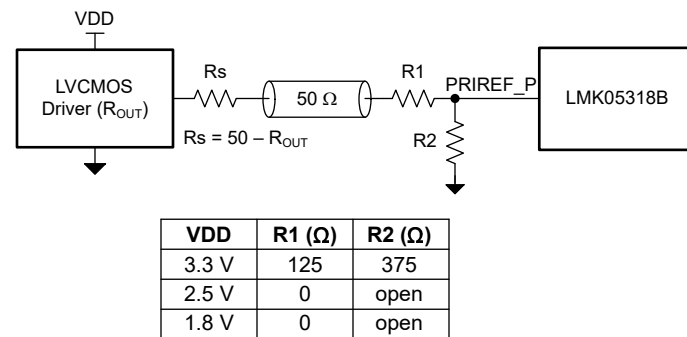 VDD
LVCMOS
Driver (R_OUT)
Rs
50 Ω
R1
PRIREF_P
LMK05318B
Rs = 50 – R_OUT
R2
VDD R1 (Ω) R2 (Ω)
3.3 V 125 375
2.5 V 0 open
1.8 V 0 open